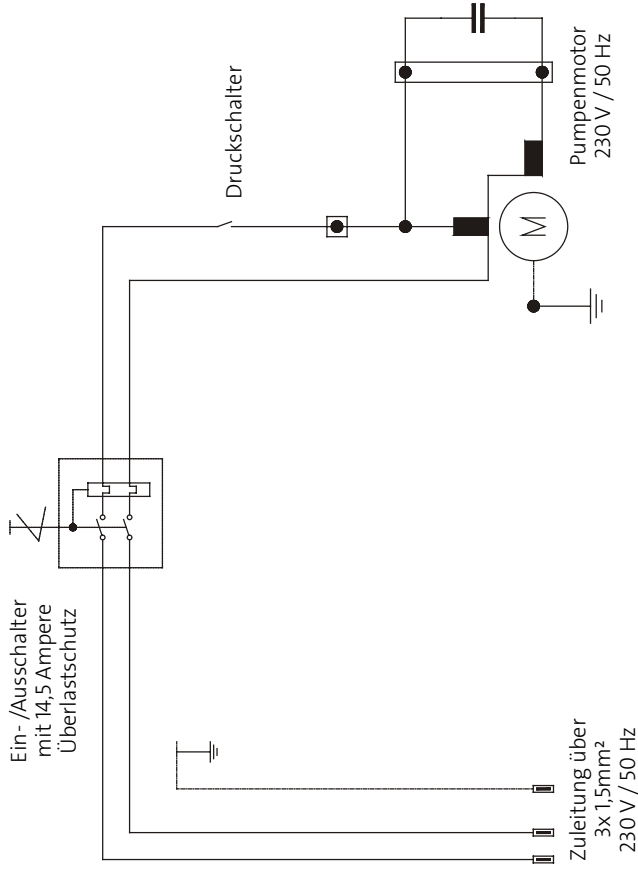 Ein- /Ausschalter
mit 14,5 Ampere
Überlastschutz
Druckschalter
Pumpenmotor
230 V / 50 Hz
M
Zuleitung über
3x 1,5mm²
230 V / 50 Hz